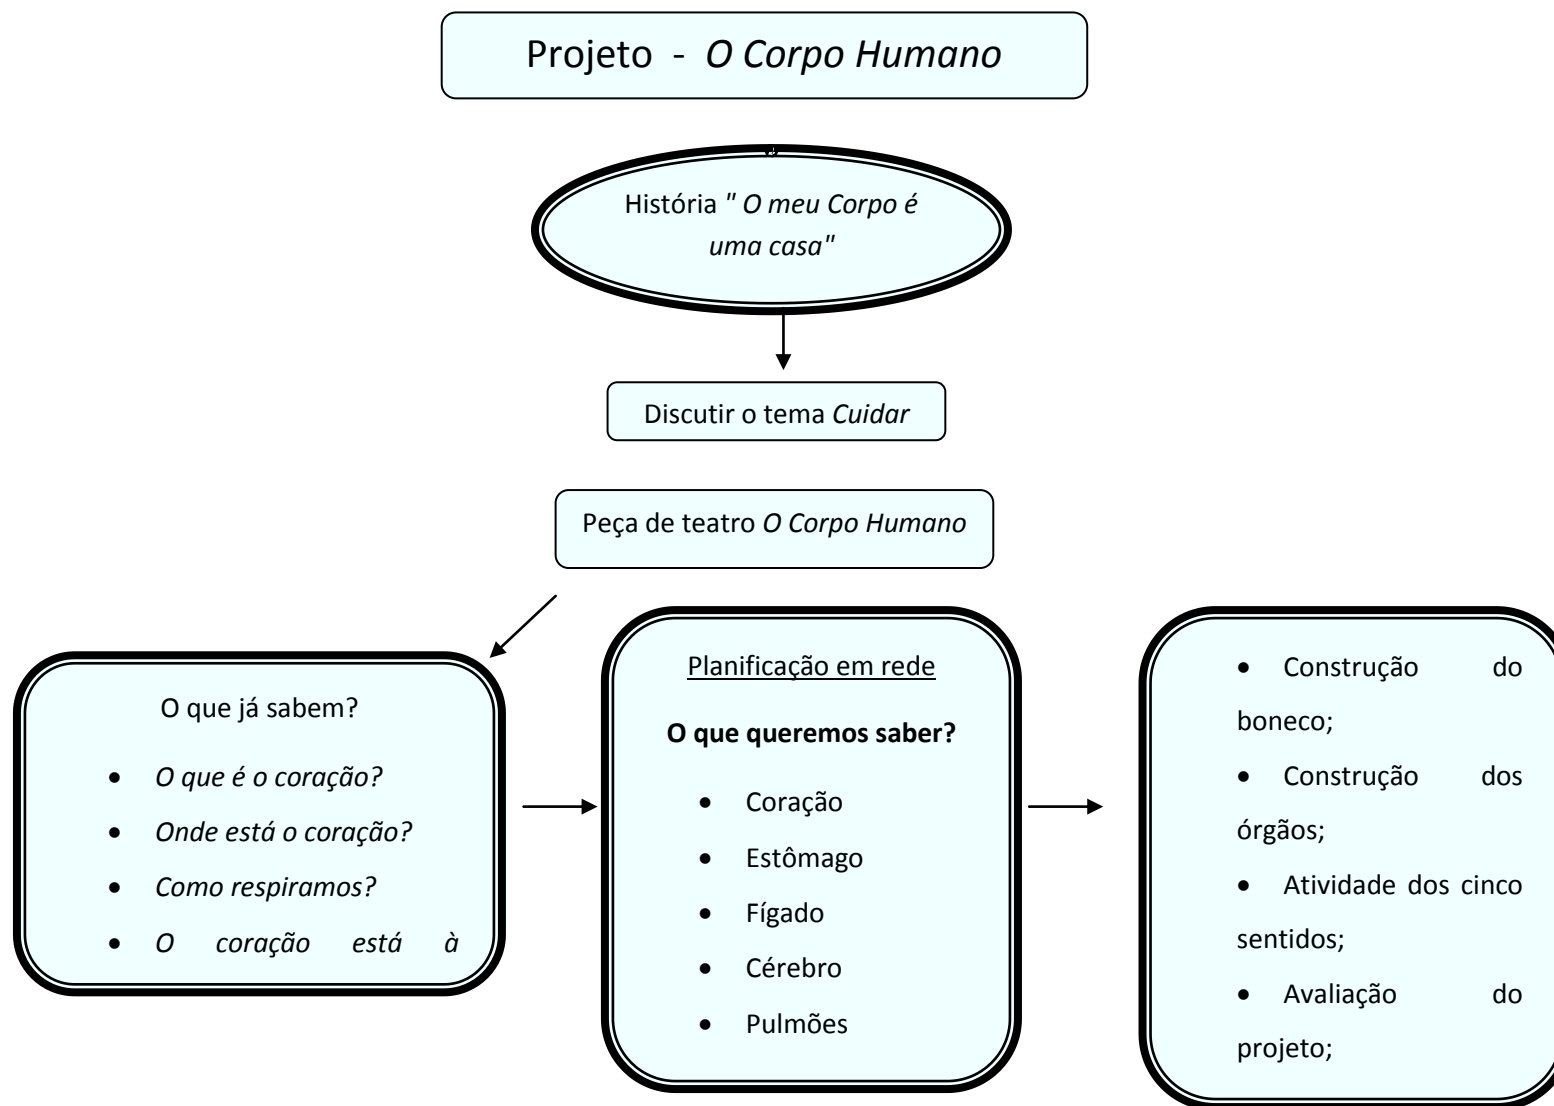 Projeto - O Corpo Humano
História " O meu Corpo é
uma casa"
Discutir o tema Cuidar
Peça de teatro O Corpo Humano
O que já sabem?
• O que é o coração?
• Onde está o coração?
• Como respiramos?
• O coração está à
Planificação em rede
O que queremos saber?
• Coração
• Estômago
• Fígado
• Cérebro
• Pulmões
• Construção do
boneco;
• Construção dos
órgãos;
• Atividade dos cinco
sentidos;
• Avaliação do
projeto;